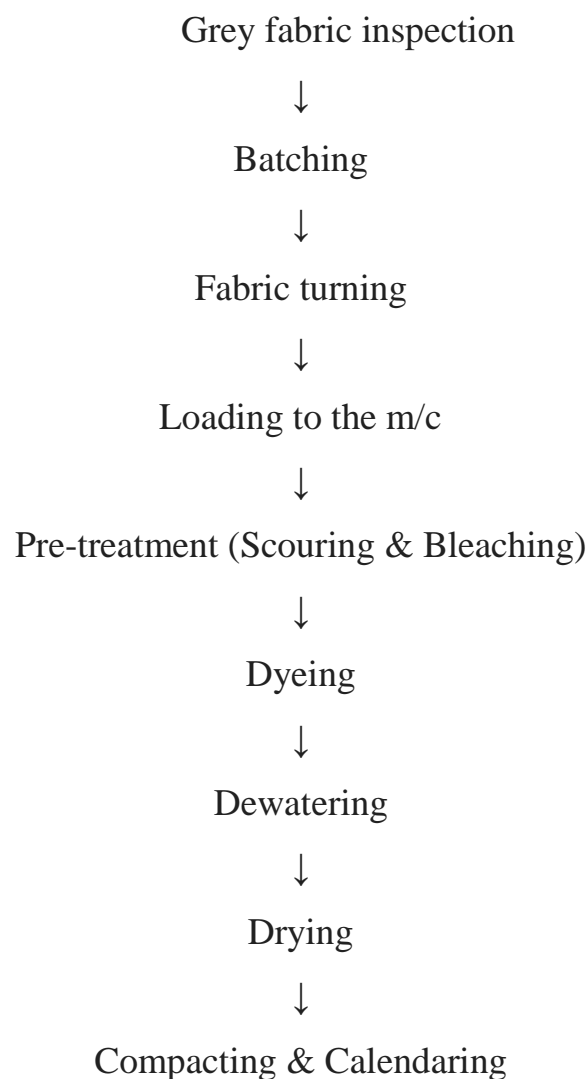 Grey fabric inspection
↓
Batching
↓
Fabric turning
↓
Loading to the m/c
↓
Pre-treatment (Scouring & Bleaching)
↓
Dyeing
↓
Dewatering
↓
Drying
↓
Compacting & Calendaring